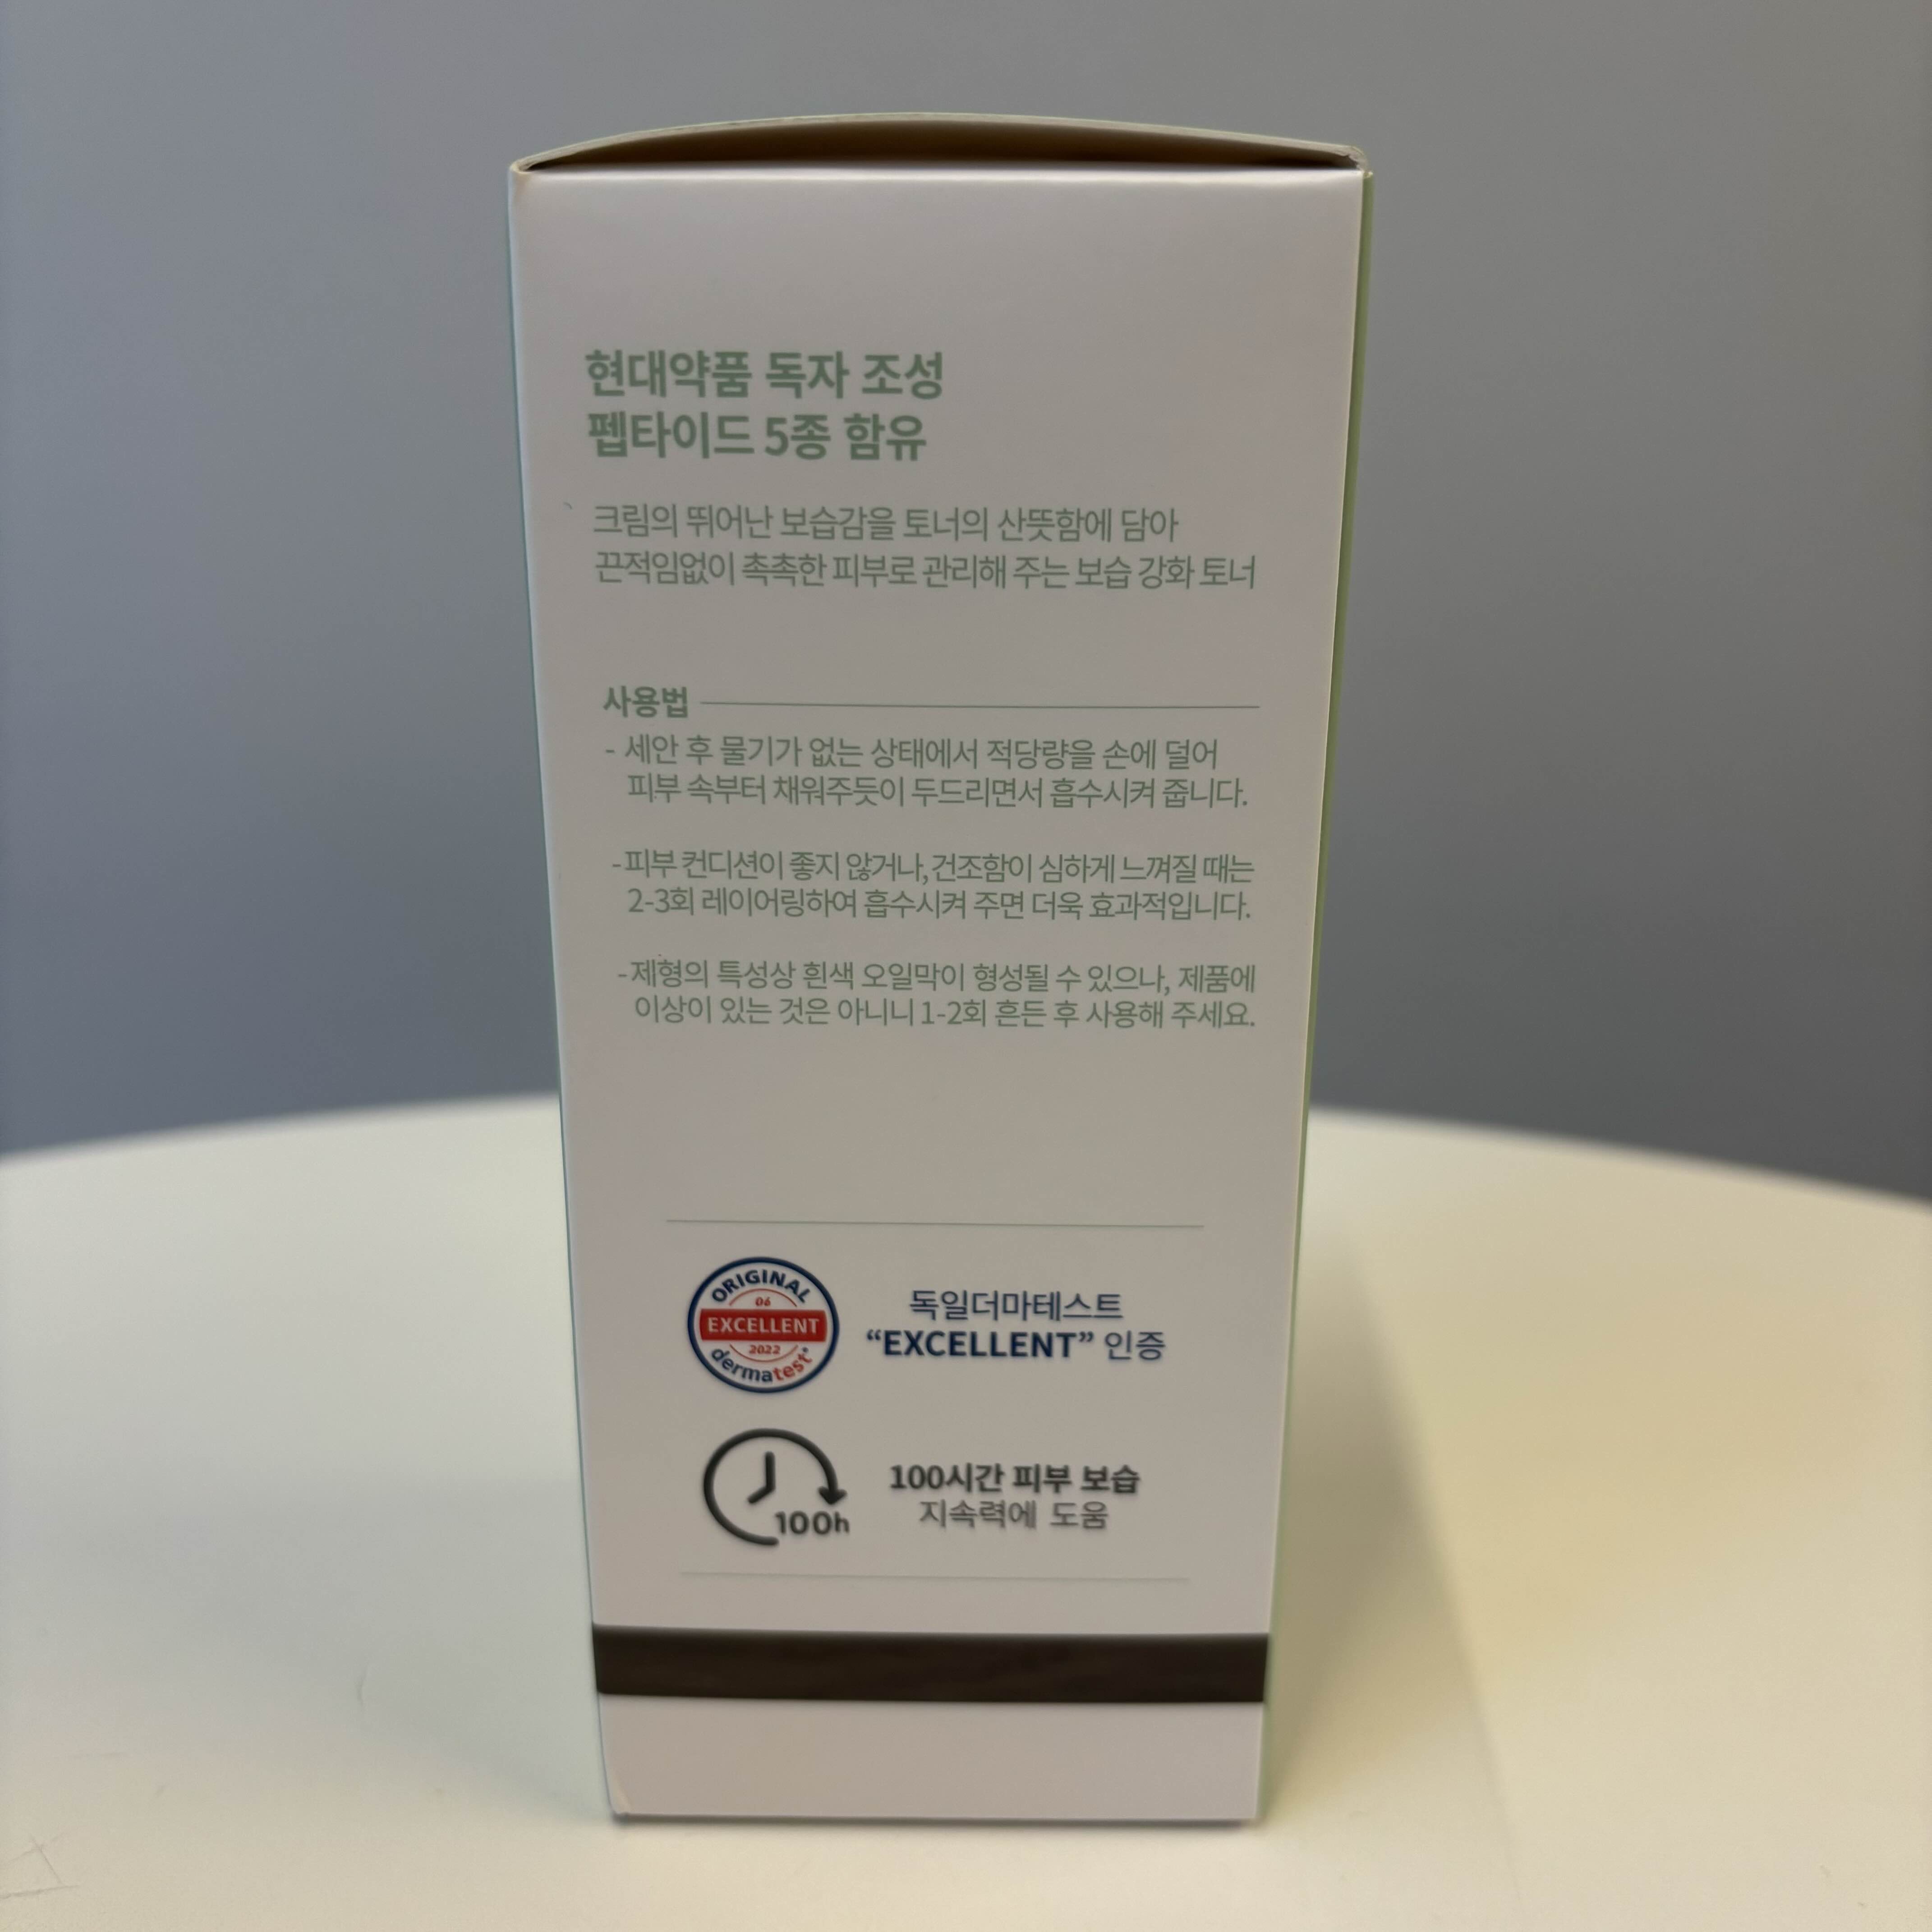 현대약품 독자 조성
펩타이드 5종 함유
크림의 뛰어난 보습감을 토너의 산뜻함에 담아
끈적임없이 촉촉한 피부로 관리해 주는 보습 강화 토너
사용법
- 세안 후 물기가 없는 상태에서 적당량을 손에 덜어
피부 속부터 채워주듯이 두드리면서 흡수시켜 줍니다.
- 피부 컨디션이 좋지 않거나, 건조함이 심하게 느껴질 때는
2-3회 레이어링하여 흡수시켜 주면 더욱 효과적입니다.
- 제형의 특성상 흰색 오일막이 형성될 수 있으나, 제품에
이상이 있는 것은 아니니 1-2회 흔든 후 사용해 주세요.
ORIGINAL
06
EXCELLENT
2022
dermatest®
독일더마테스트
“EXCELLENT” 인증
100h
100시간 피부 보습
지속력에 도움